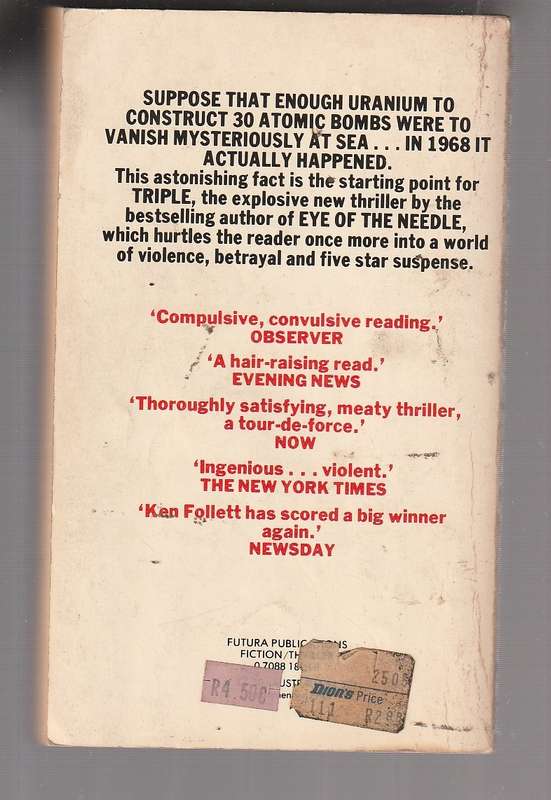 SUPPOSE THAT ENOUGH URANIUM TO
CONSTRUCT 30 ATOMIC BOMBS WERE TO
VANISH MYSTERIOUSLY AT SEA . . . IN 1968 IT
ACTUALLY HAPPENED.
This astonishing fact is the starting point for
TRIPLE, the explosive new thriller by the
bestselling author of EYE OF THE NEEDLE,
which hurtles the reader once more into a world
of violence, betrayal and five star suspense.
‘Compulsive, convulsive reading.’
OBSERVER
‘A hair-raising read.’
EVENING NEWS
‘Thoroughly satisfying, meaty thriller,
a tour-de-force.’
NOW
‘Ingenious . . . violent.’
THE NEW YORK TIMES
‘Ken Follett has scored a big winner
again.’
NEWSDAY
FUTURA
FICTION
0 7088
R4.50
DION'S Price
111